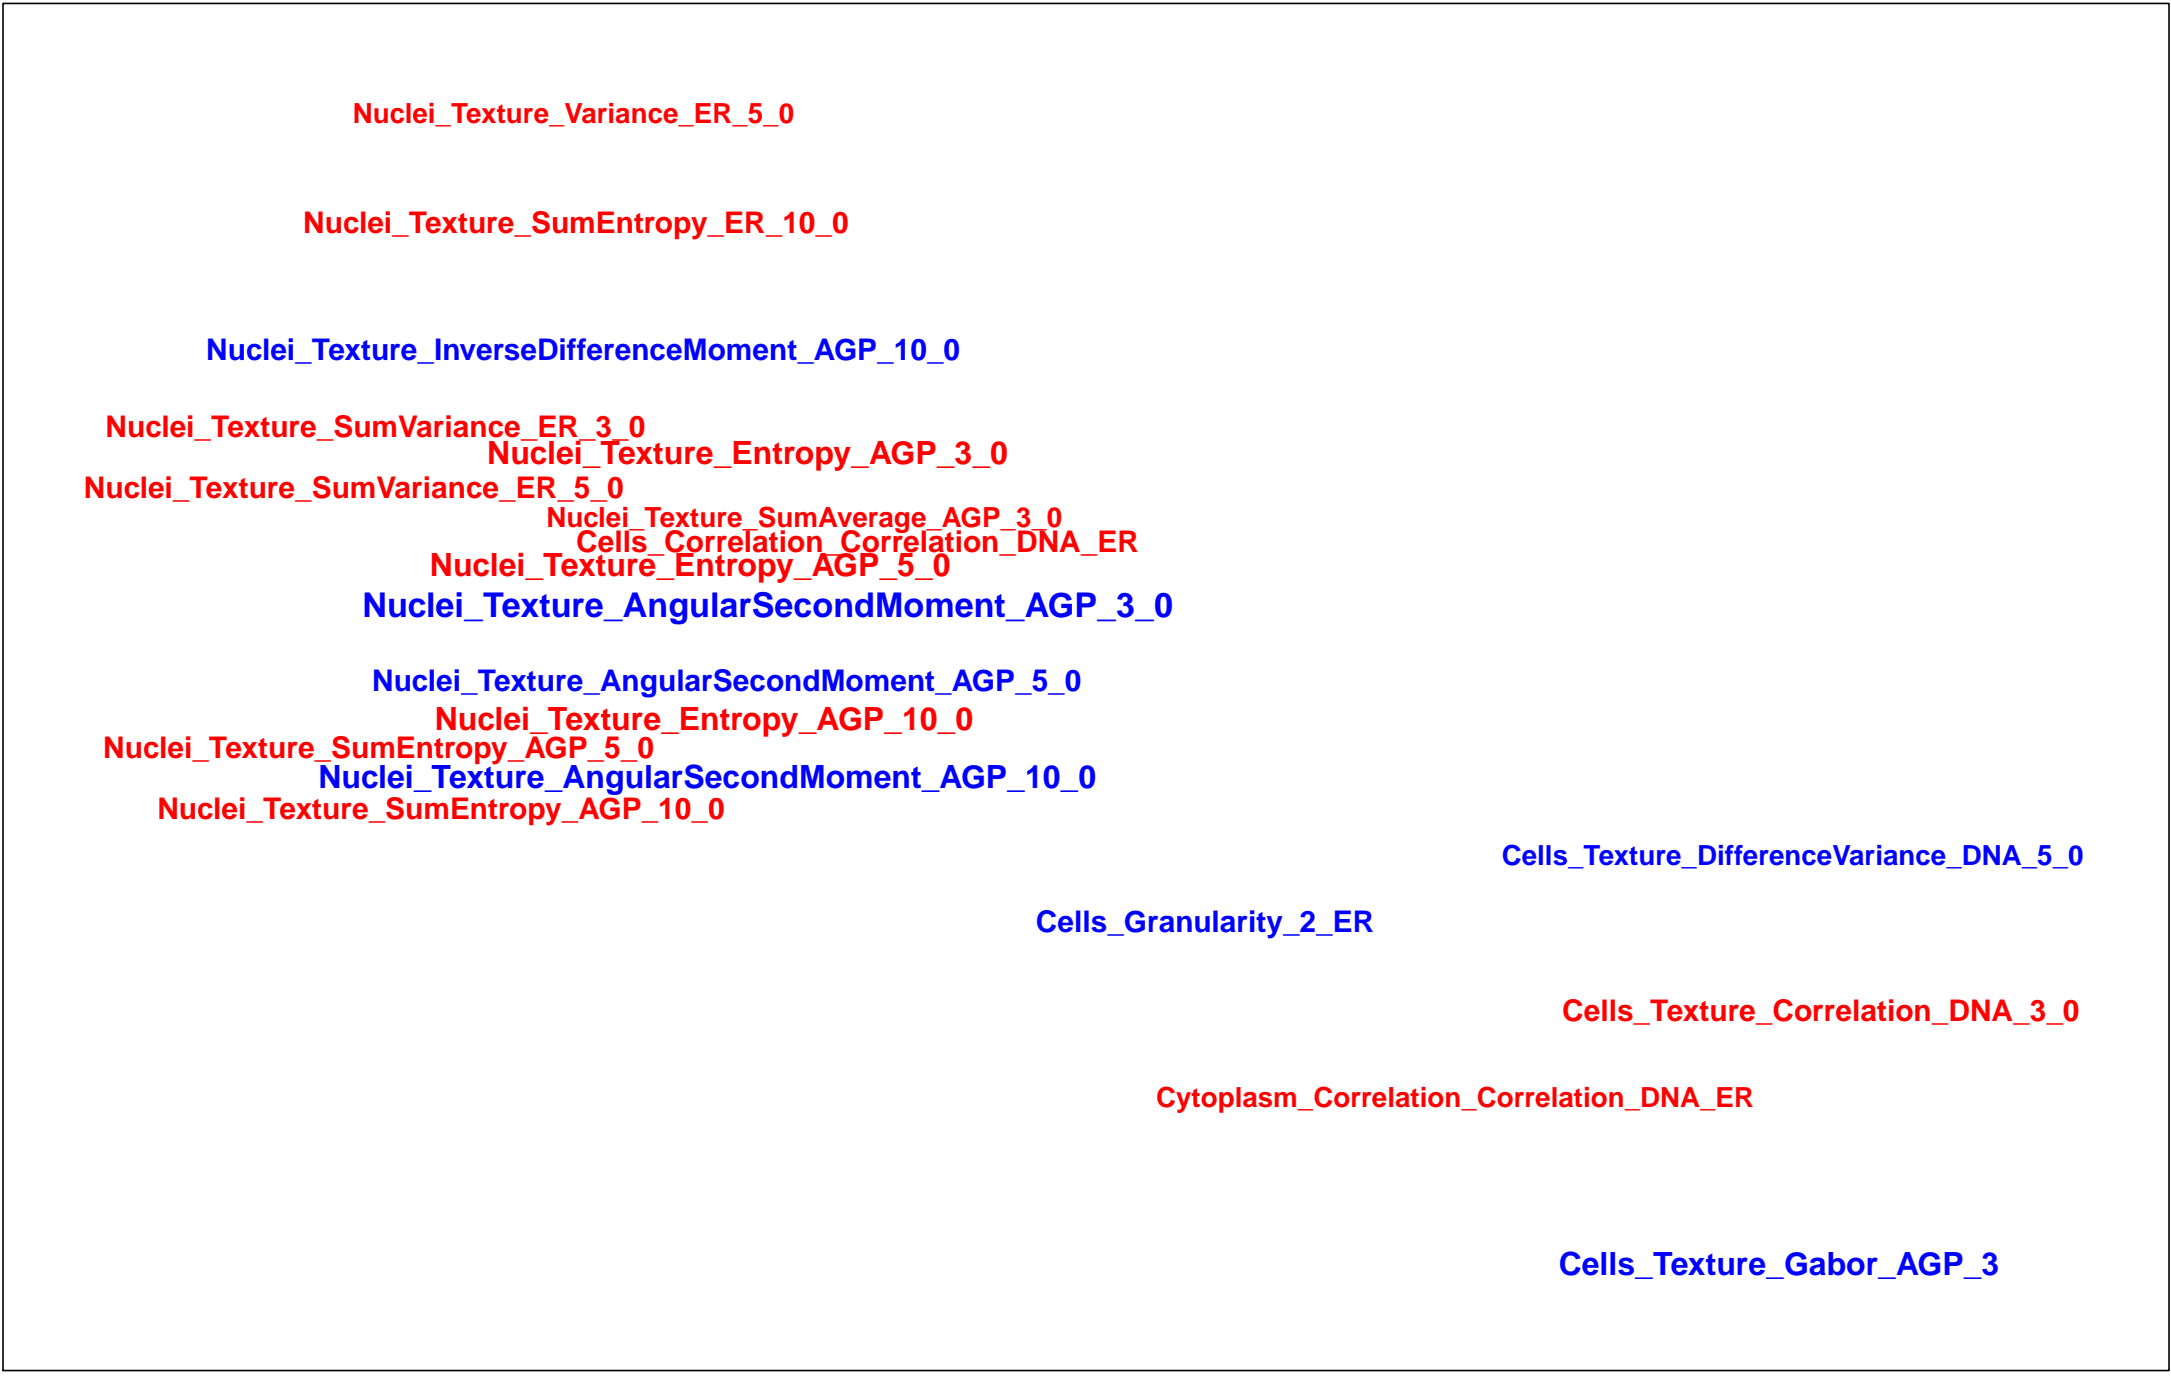 Nuclei_Texture_Variance_ER_5_0
Nuclei_Texture_SumEntropy_ER_10_0
Nuclei_Texture_InverseDifferenceMoment_AGP_10_0
Nuclei_Texture_SumVariance_ER_3_0
Nuclei_Texture_Entropy_AGP_3_0
Nuclei_Texture_SumVariance_ER_5_0
Nuclei_Texture_SumAverage_AGP_3_0
Cells_Correlation_Correlation_DNA_ER
Nuclei_Texture_Entropy_AGP_5_0
Nuclei_Texture_AngularSecondMoment_AGP_3_0
Nuclei_Texture_AngularSecondMoment_AGP_5_0
Nuclei_Texture_Entropy_AGP_10_0
Nuclei_Texture_SumEntropy_AGP_5_0
Nuclei_Texture_AngularSecondMoment_AGP_10_0
Nuclei_Texture_SumEntropy_AGP_10_0
Cells_Texture_DifferenceVariance_DNA_5_0
Cells_Granularity_2_ER
Cells_Texture_Correlation_DNA_3_0
Cytoplasm_Correlation_Correlation_DNA_ER
Cells_Texture_Gabor_AGP_3